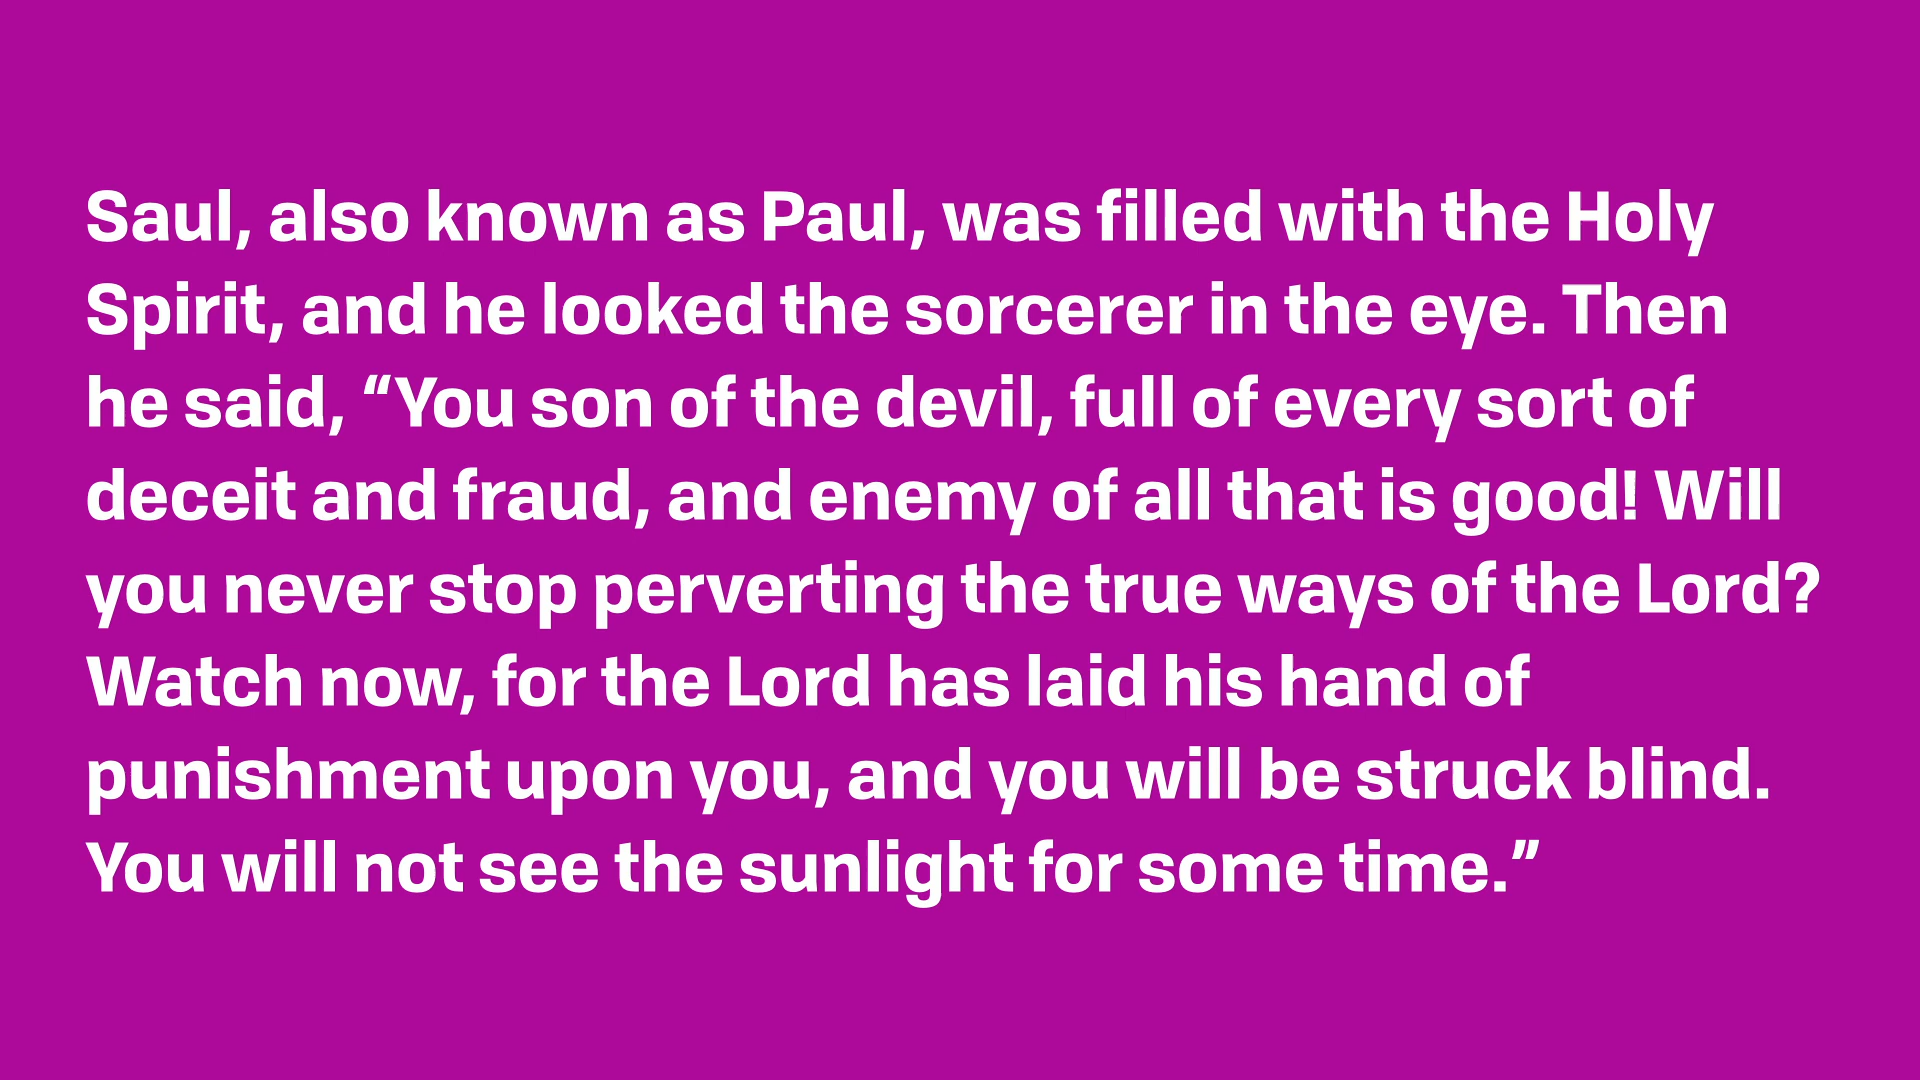 Saul, also known as Paul, was filled with the Holy
Spirit, and he looked the sorcerer in the eye. Then
he said, “You son of the devil, full of every sort of
deceit and fraud, and enemy of all that is good! Will
you never stop perverting the true ways of the Lord?
Watch now, for the Lord has laid his hand of
punishment upon you, and you will be struck blind.
You will not see the sunlight for some time.”